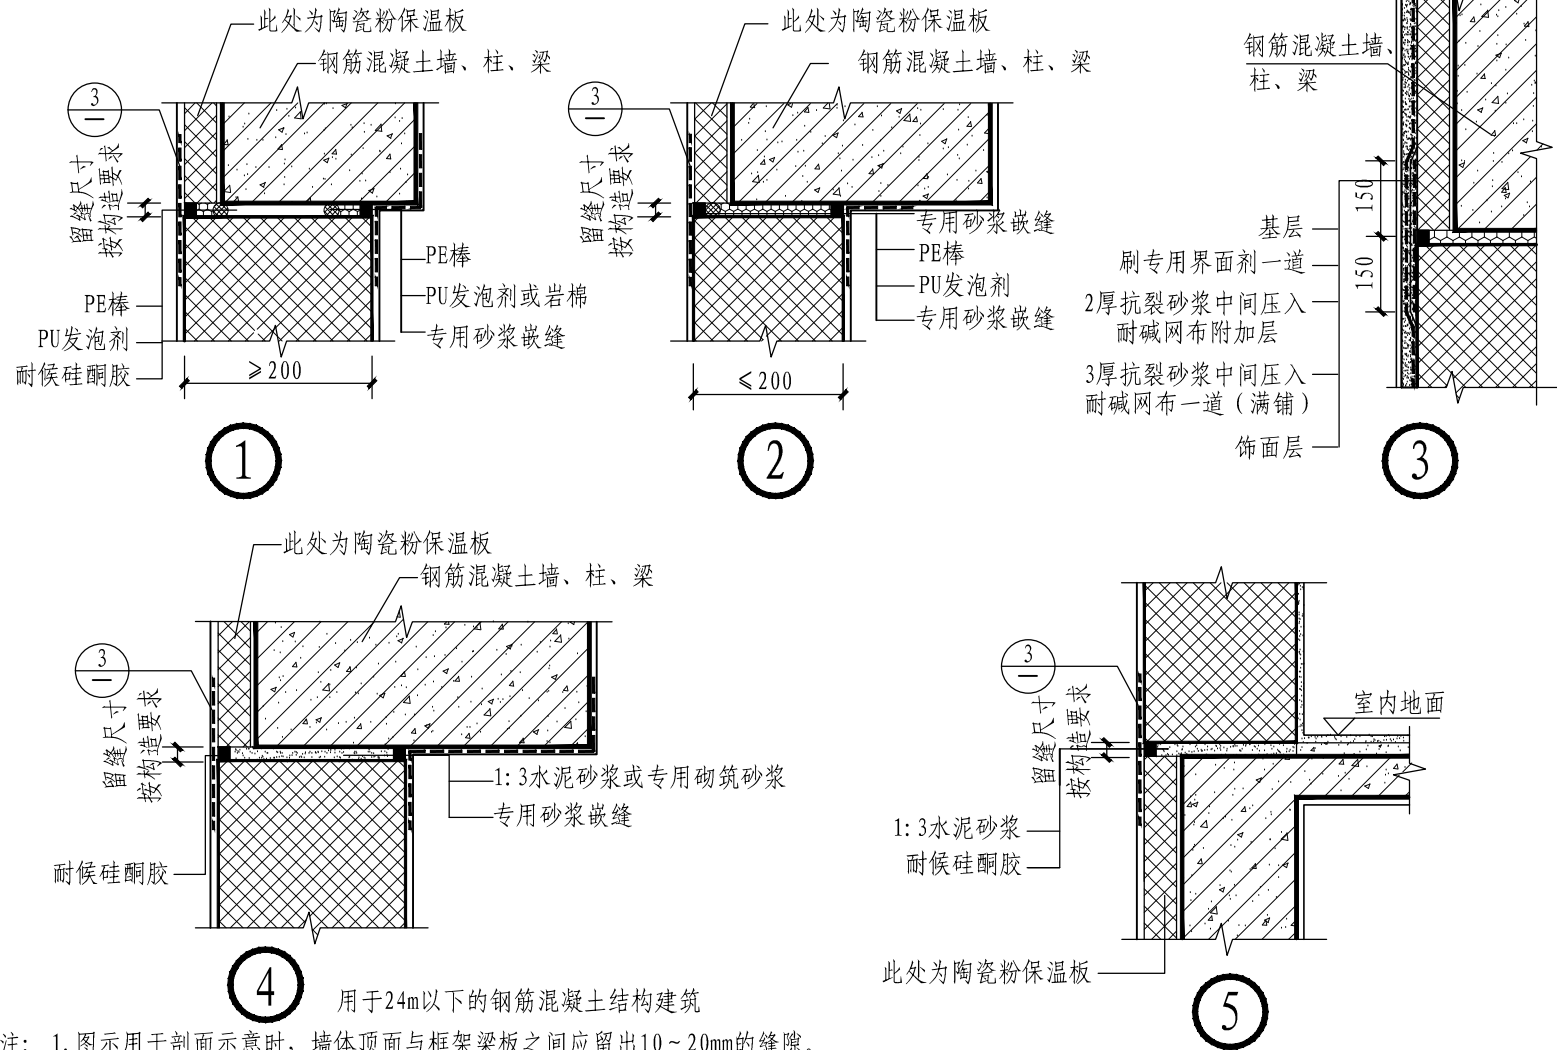 此处为陶瓷粉保温板
钢筋混凝土墙、柱、梁
3
—
留缝尺寸
按构造要求
PE棒
PU发泡剂
耐候硅酮胶
PE棒
PU发泡剂或岩棉
专用砂浆嵌缝
≥200
1
此处为陶瓷粉保温板
钢筋混凝土墙、柱、梁
3
—
留缝尺寸
按构造要求
专用砂浆嵌缝
PE棒
PU发泡剂
专用砂浆嵌缝
≤200
2
钢筋混凝土墙、
柱、梁
150
150
基层
刷专用界面剂一道
2厚抗裂砂浆中间压入
耐碱网布附加层
3厚抗裂砂浆中间压入
耐碱网布一道（满铺）
饰面层
3
此处为陶瓷粉保温板
钢筋混凝土墙、柱、梁
3
—
留缝尺寸
按构造要求
耐候硅酮胶
1:3水泥砂浆或专用砌筑砂浆
专用砂浆嵌缝
4
用于24m以下的钢筋混凝土结构建筑
3
—
留缝尺寸
按构造要求
室内地面
1:3水泥砂浆
耐候硅酮胶
此处为陶瓷粉保温板
5
注: 1.图示用于剖面示意时，墙体顶面与框架梁板之间应留出10~20mm的缝隙。